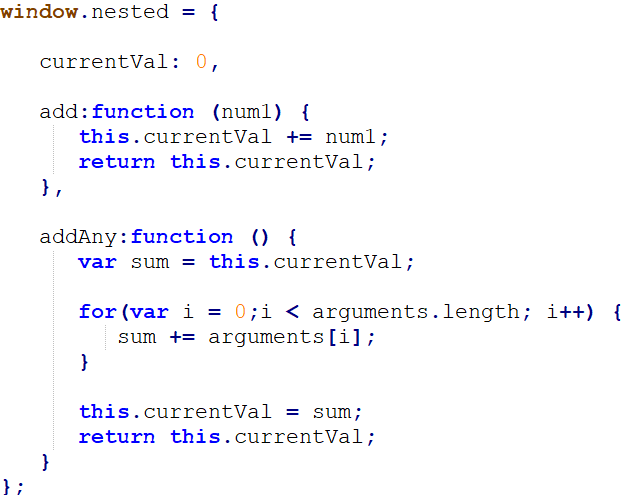 window.nested = {
currentVal: 0,
add:function (num1) {
this.currentVal += num1;
return this.currentVal;
},
addAny:function () {
var sum = this.currentVal;
for(var i = 0;i < arguments.length; i++) {
sum += arguments[i];
}
this.currentVal = sum;
return this.currentVal;
}
};